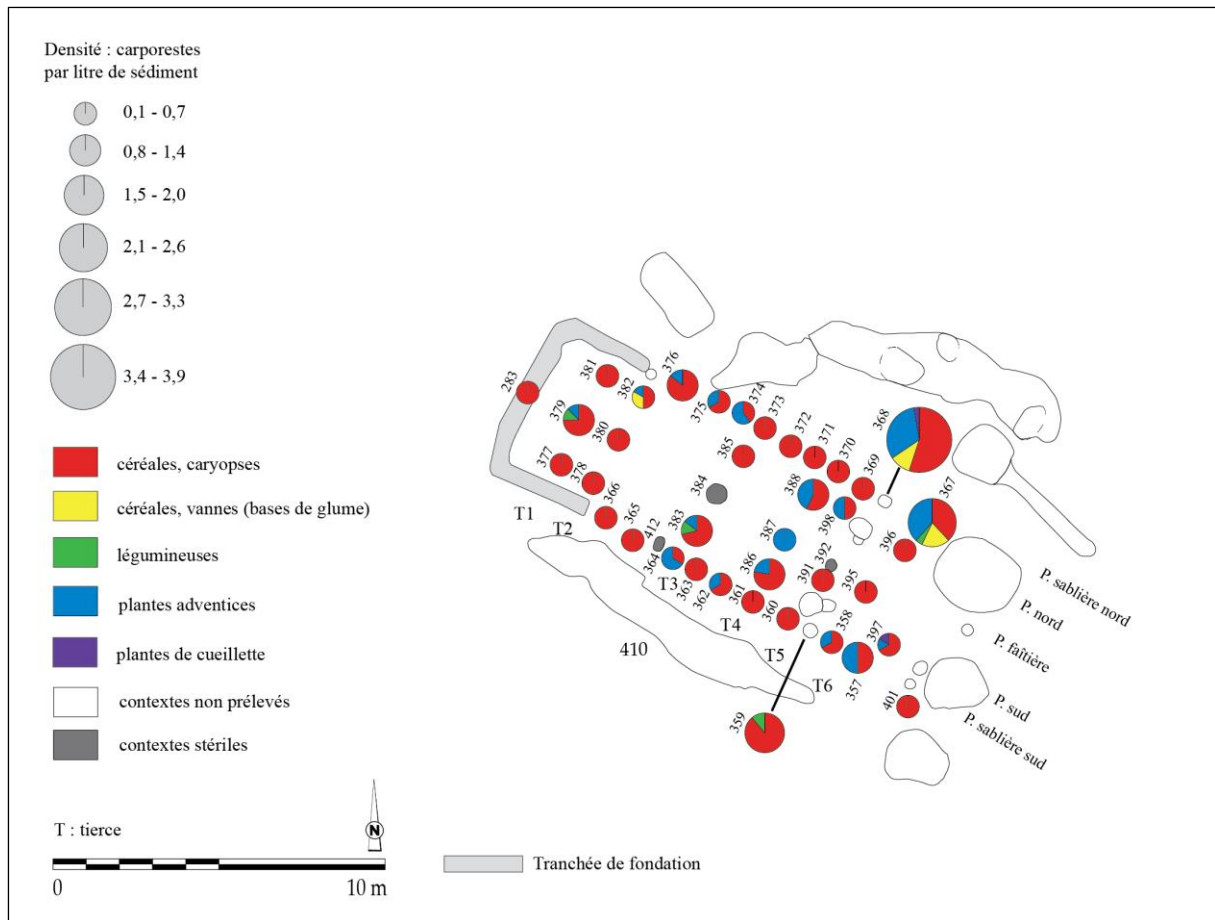 Densité : carporestes
par litre de sédiment
0,1 - 0,7
0,8 - 1,4
1,5 - 2,0
2,1 - 2,6
2,7 - 3,3
3,4 - 3,9
céréales, caryopses
céréales, vannes (bases de glume)
légumineuses
plantes adventices
plantes de cueillette
contextes non prélevés
contextes stériles
T : tierce
N
0
10 m
Tranchée de fondation
283
381
382
376
375
374
373
372
371
370
369
368
367
379
380
385
377
378
366
365
412
384
388
398
396
383
364
363
362
361
360
387
386
391
392
395
358
357
397
401
359
410
T1
T2
T3
T4
T5
T6
P. sablière nord
P. nord
P. faîtière
P. sud
P. sablière sud